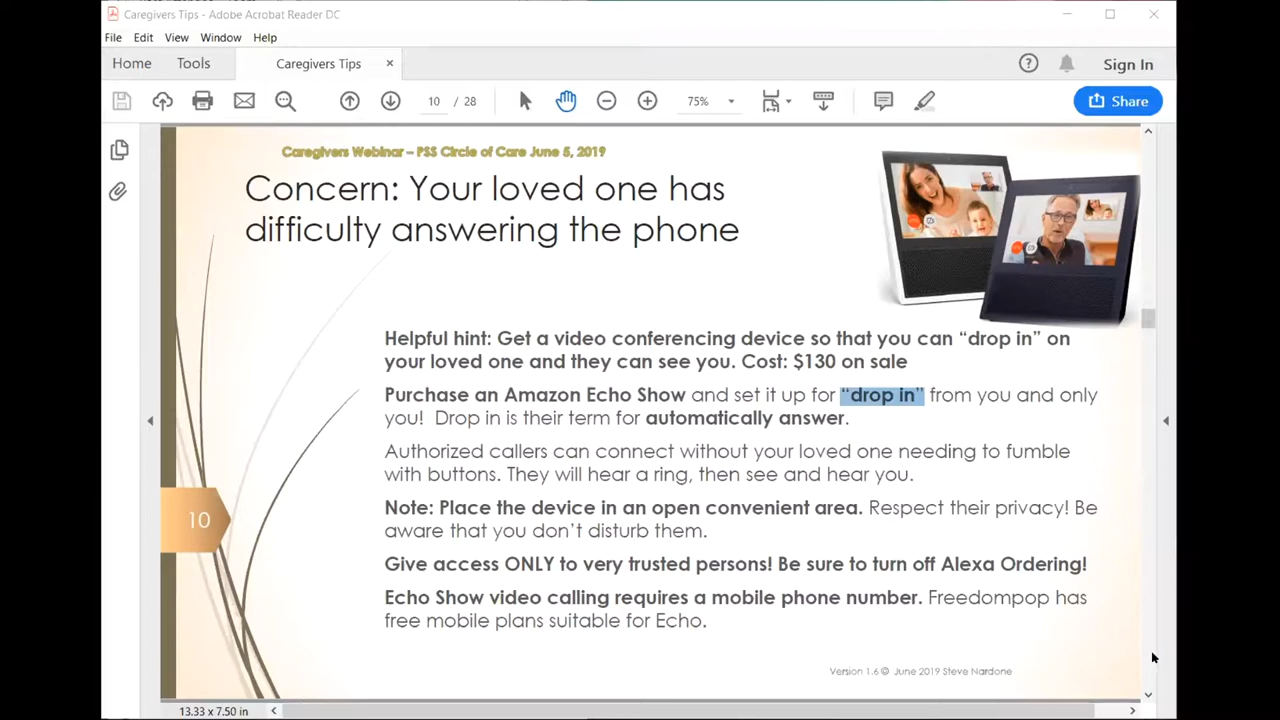 Caregivers Tips - Adobe Acrobat Reader DC
File Edit View Window Help
Home Tools Caregivers Tips × Sign In
10 / 28 75% Share
Caregivers Webinar – PSS Circle of Care June 5, 2019
Concern: Your loved one has
difficulty answering the phone
Helpful hint: Get a video conferencing device so that you can “drop in” on
your loved one and they can see you. Cost: $130 on sale
Purchase an Amazon Echo Show and set it up for “drop in” from you and only
you! Drop in is their term for automatically answer.
Authorized callers can connect without your loved one needing to fumble
with buttons. They will hear a ring, then see and hear you.
Note: Place the device in an open convenient area. Respect their privacy! Be
10
aware that you don’t disturb them.
Give access ONLY to very trusted persons! Be sure to turn off Alexa Ordering!
Echo Show video calling requires a mobile phone number. Freedompop has
free mobile plans suitable for Echo.
Version 1.6 © June 2019 Steve Nardone
13.33 x 7.50 in